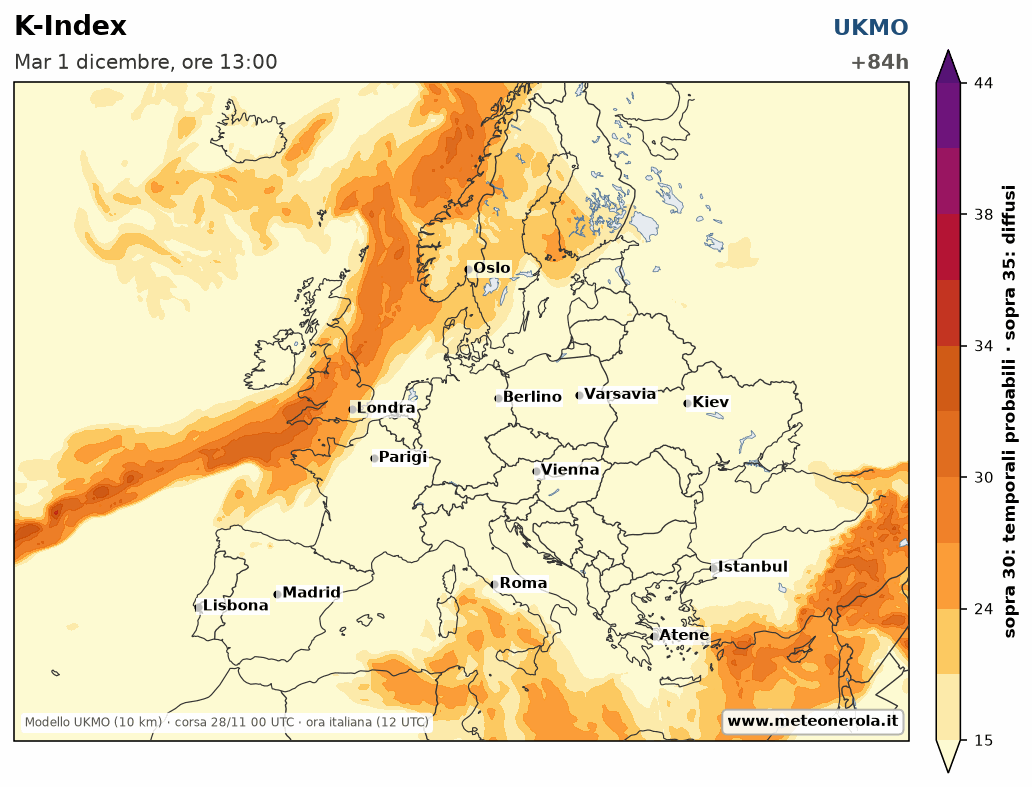 K-Index
UKMO
Mar 1 dicembre, ore 13:00
+84h
44
38
34
30
24
15
sopra 30: temporali probabili · sopra 35: diffusi
Oslo
Londra
Berlino
Varsavia
Kiev
Parigi
Vienna
Istanbul
Roma
Madrid
Lisbona
Atene
Modello UKMO (10 km) · corsa 28/11 00 UTC · ora italiana (12 UTC)
www.meteonerola.it